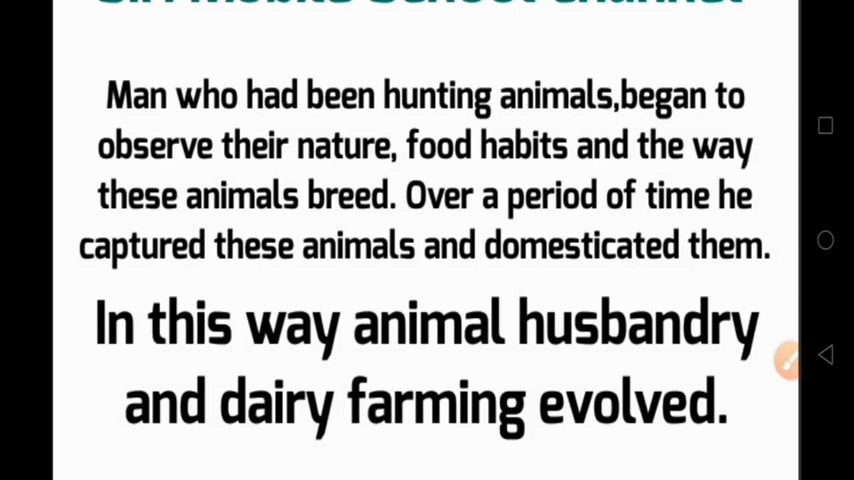 Man who had been hunting animals,began to
observe their nature, food habits and the way
these animals breed. Over a period of time he
captured these animals and domesticated them.
In this way animal husbandry
and dairy farming evolved.